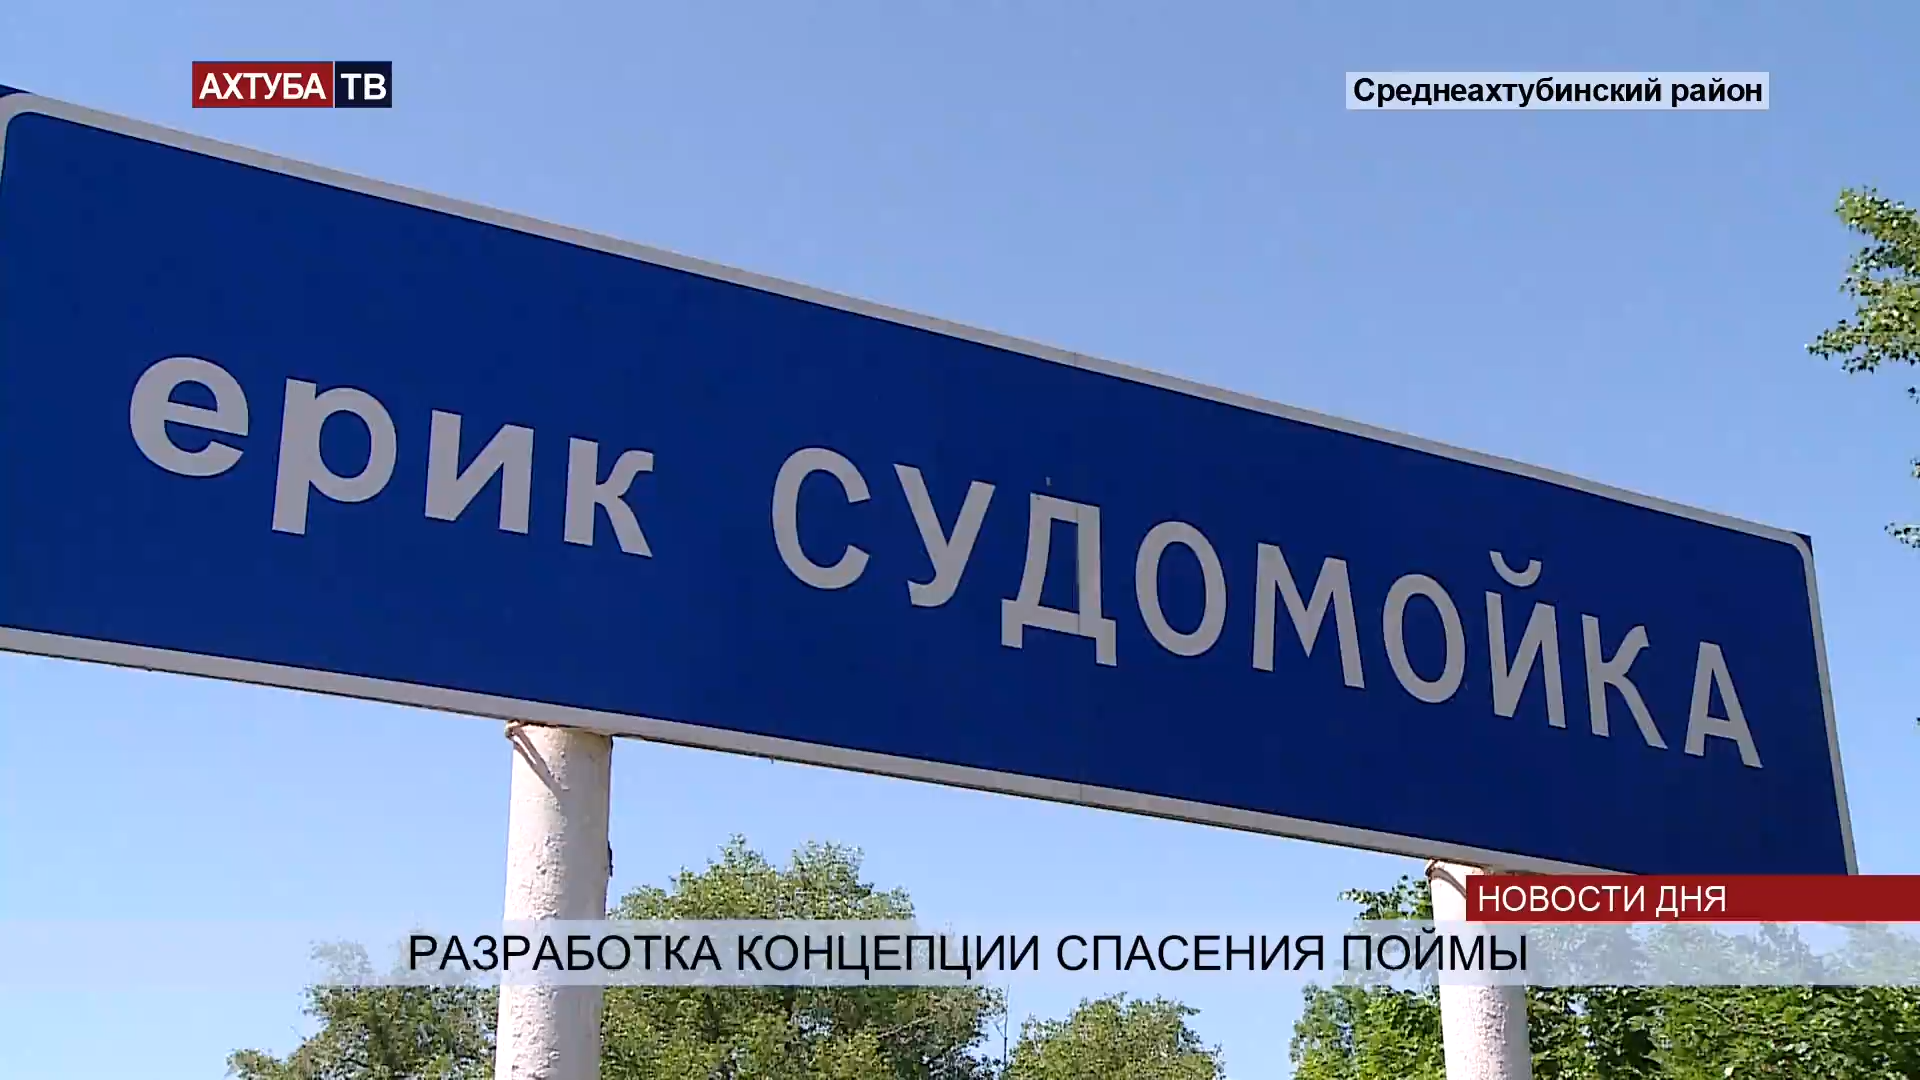 АХТУБА ТВ
Среднеахтубинский район
ерик СУДОМОЙКА
НОВОСТИ ДНЯ
РАЗРАБОТКА КОНЦЕПЦИИ СПАСЕНИЯ ПОЙМЫ